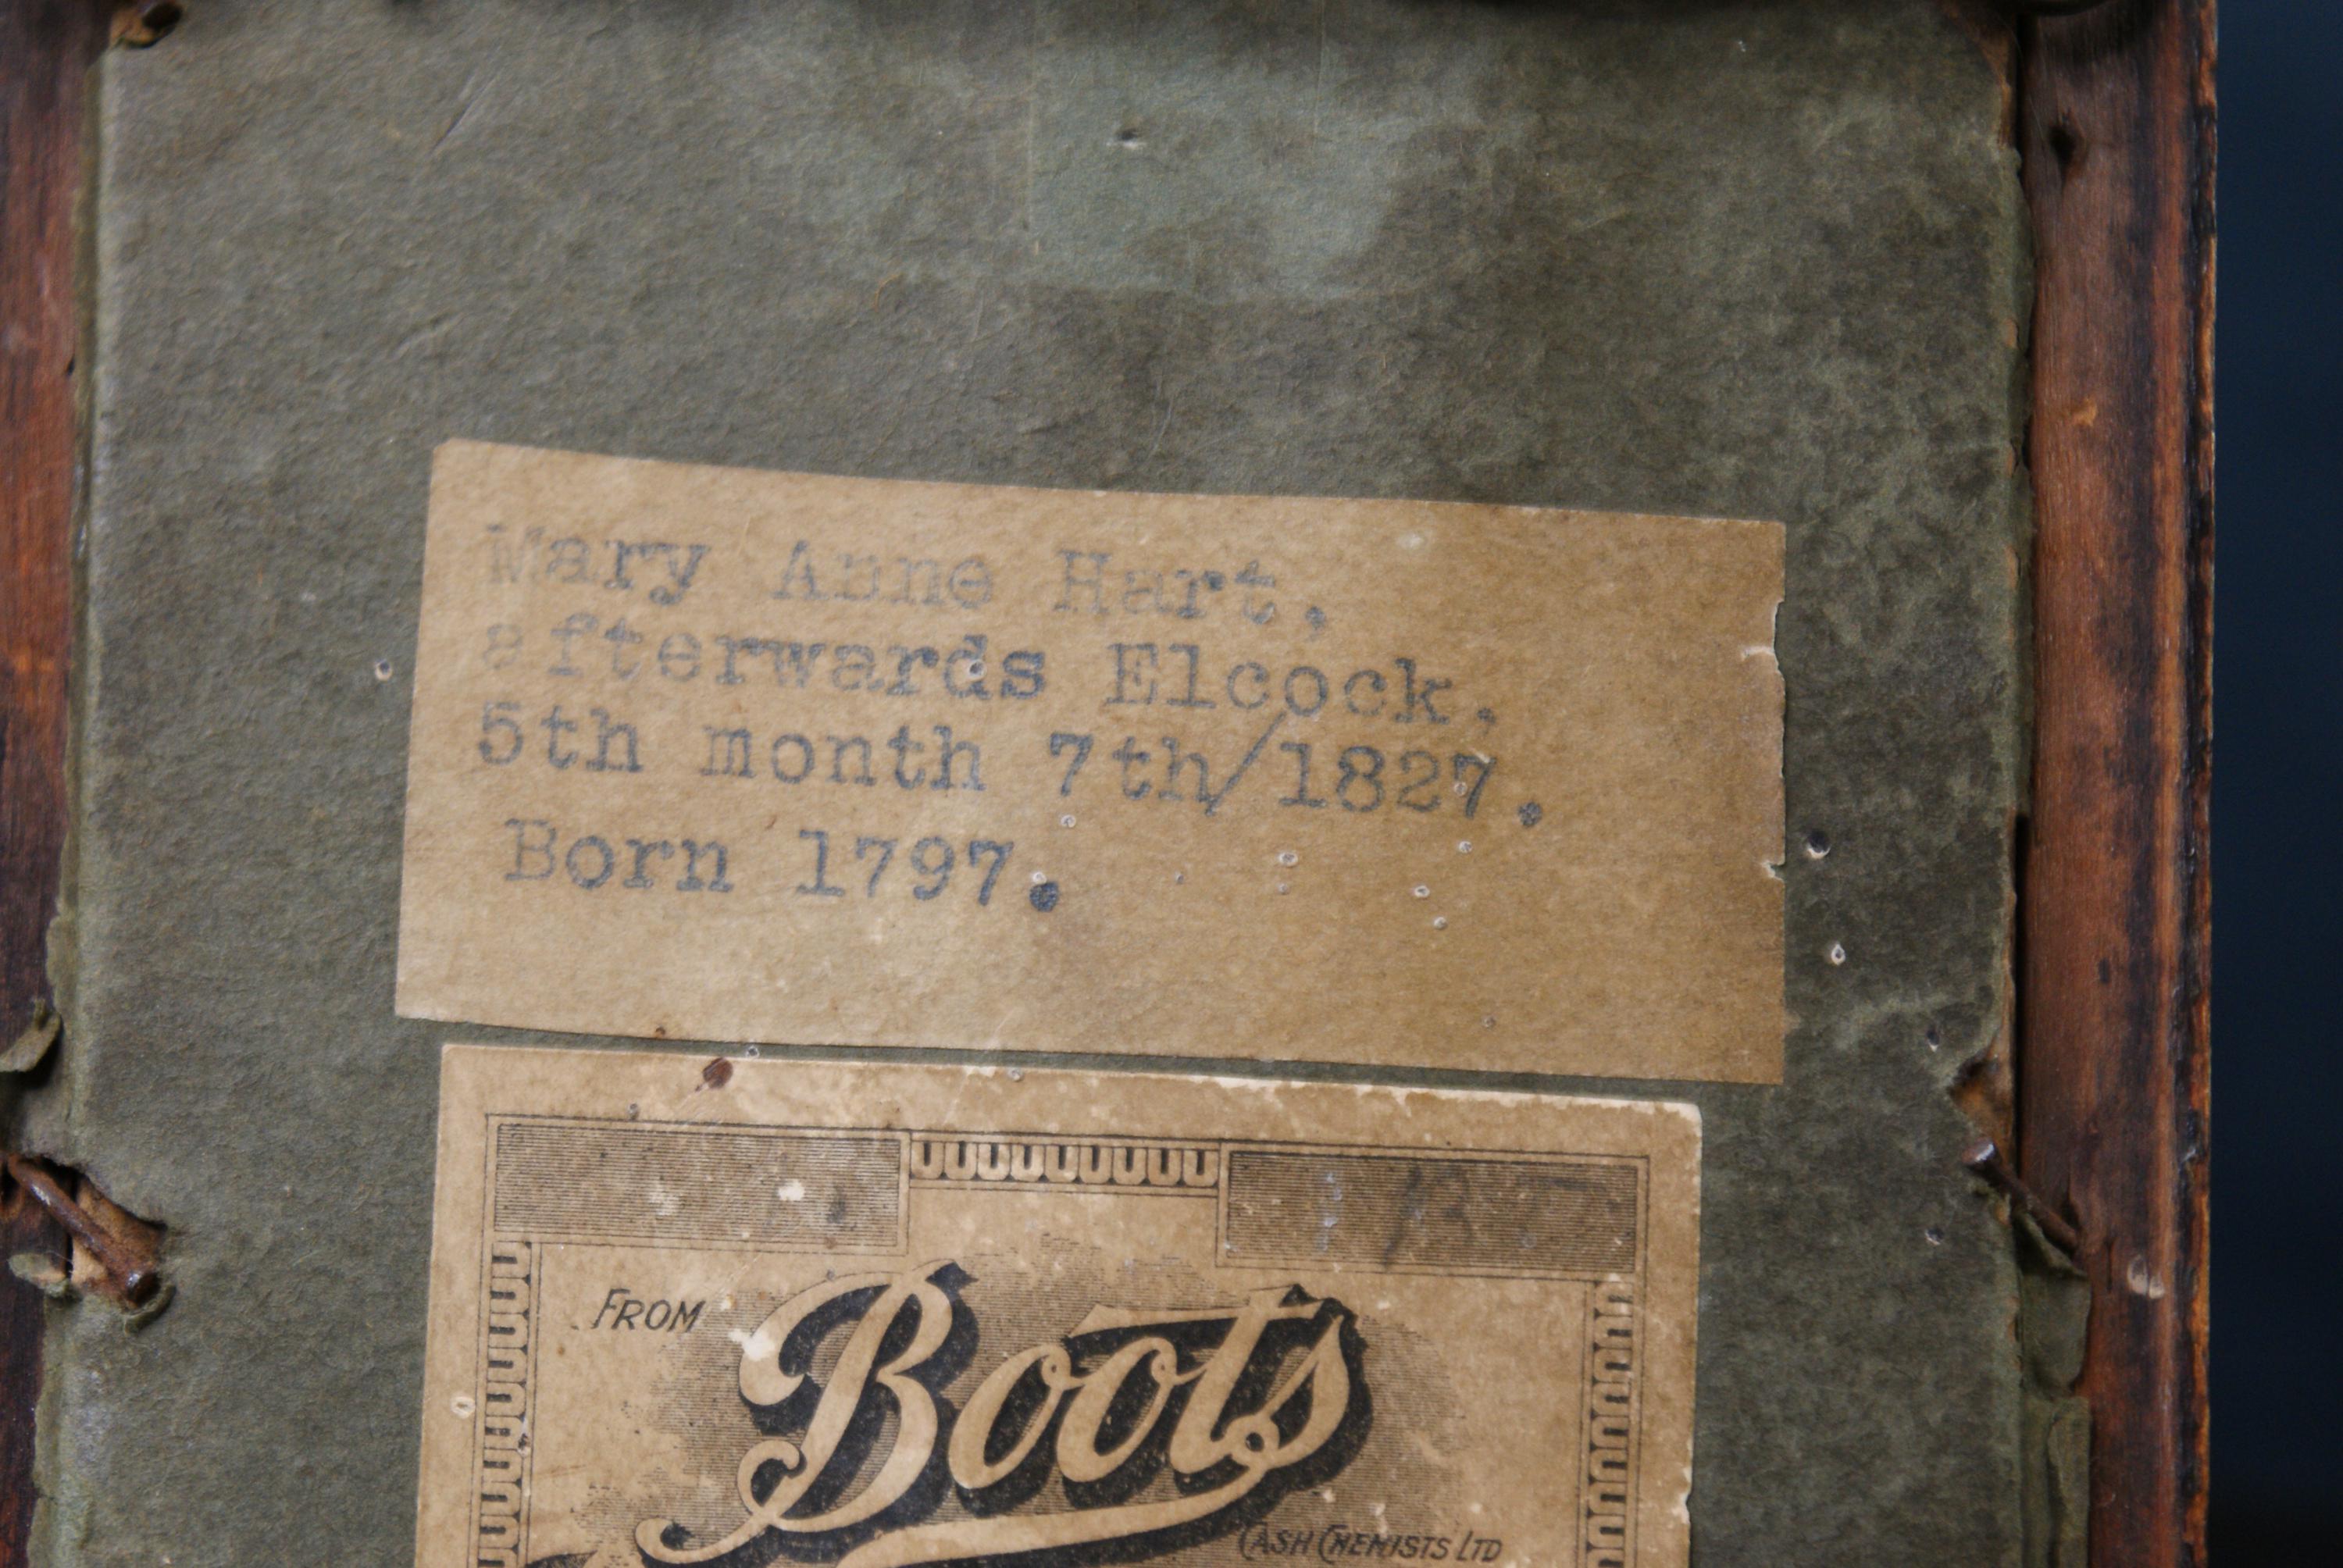 Mary Anne Hart,
afterwards Elcock.
5th month 7th/1827.
Born 1797.
FROM
Boots
CASH CHEMISTS LTD